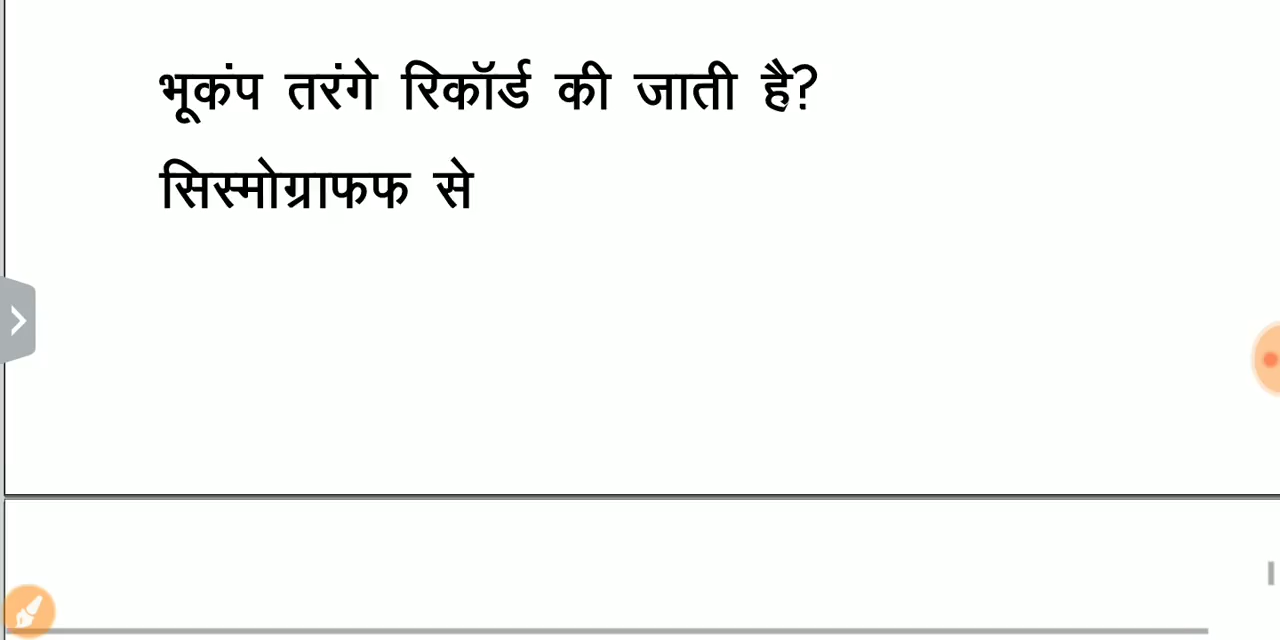 भूकंप तरंगे रिकॉर्ड की जाती है?
सिस्मोग्राफफ से